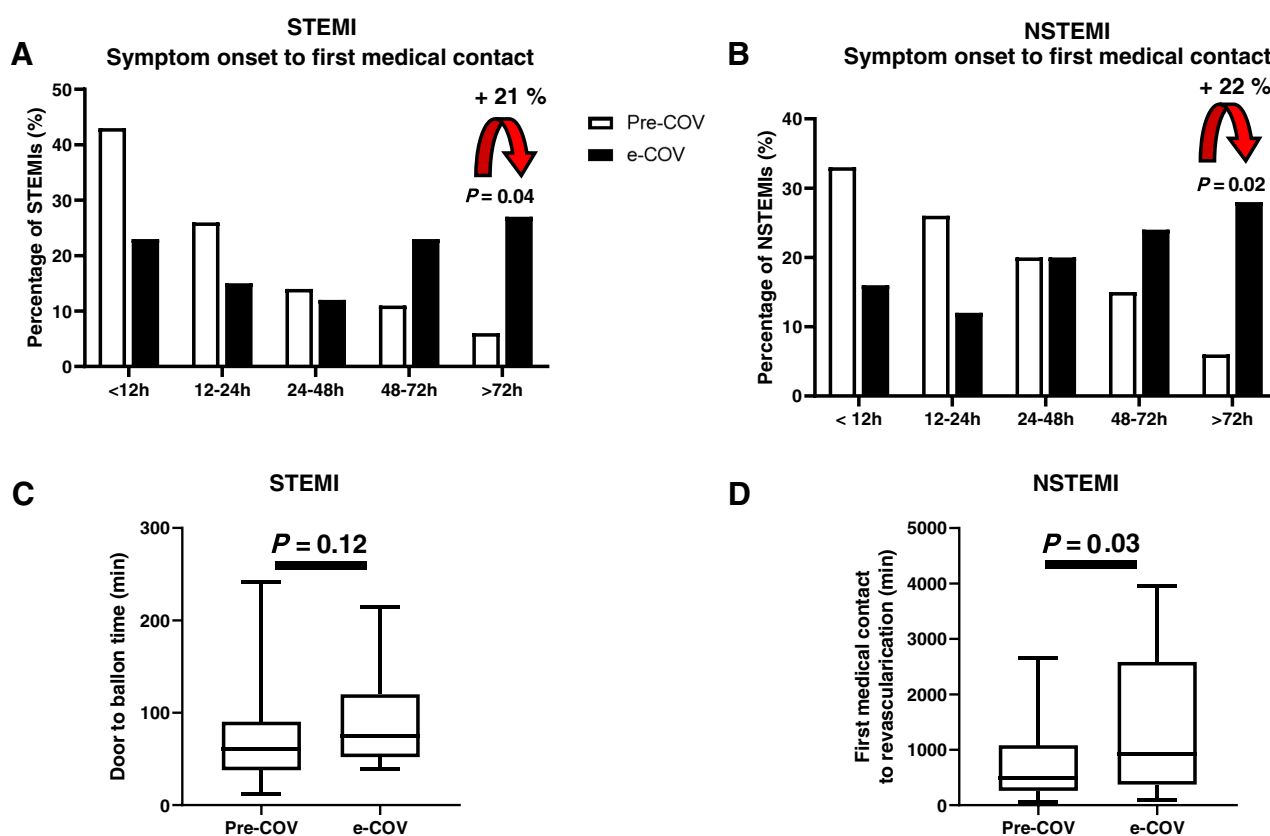 A
STEMI
Symptom onset to first medical contact
Percentage of STEMIs (%)
50
40
30
20
10
0
+ 21 %
P = 0.04
<12h
12-24h
24-48h
48-72h
>72h
Pre-COV
e-COV
B
NSTEMI
Symptom onset to first medical contact
Percentage of NSTEMIs (%)
40
30
20
10
0
+ 22 %
P = 0.02
< 12h
12-24h
24-48h
48-72h
>72h
C
STEMI
Door to ballon time (min)
300
200
100
0
P = 0.12
Pre-COV
e-COV
D
NSTEMI
First medical contact
to revascularication (min)
5000
4000
3000
2000
1000
0
P = 0.03
Pre-COV
e-COV